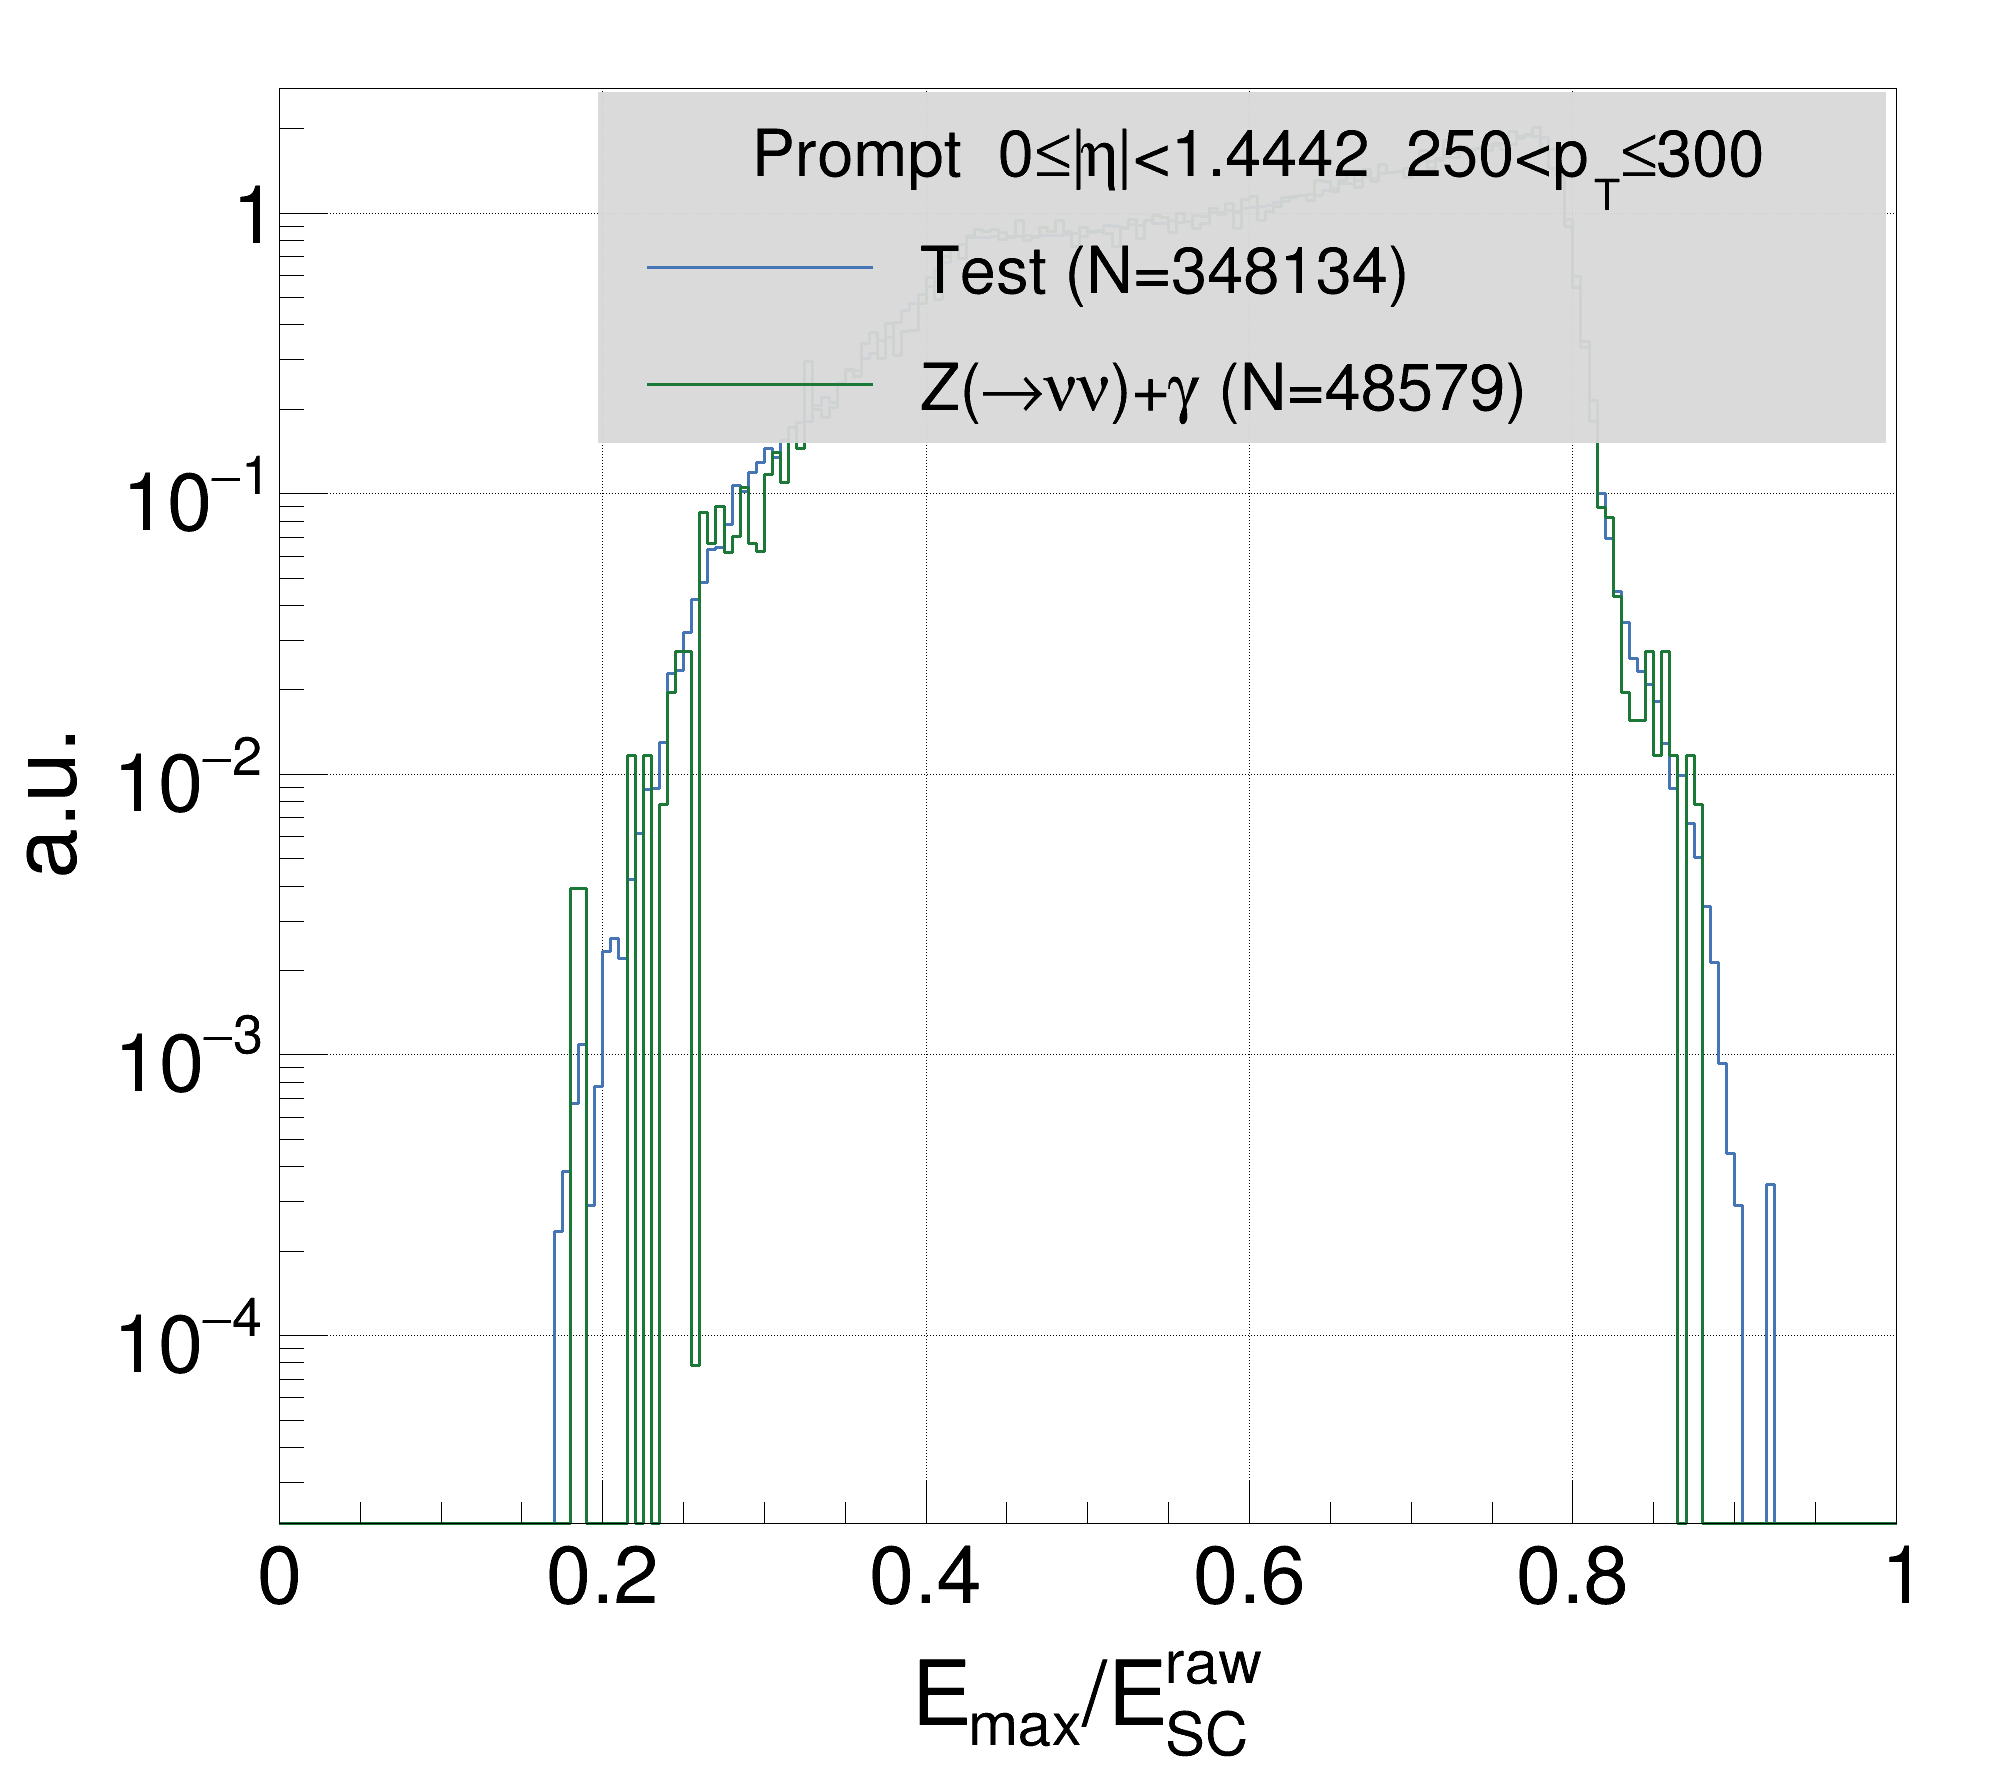 Prompt 0≤|η|<1.4442 250<p_T≤300
Test (N=348134)
Z(→νν)+γ (N=48579)
1
10⁻¹
10⁻²
10⁻³
10⁻⁴
a.u.
0 0.2 0.4 0.6 0.8 1
E_max/E_SC^raw